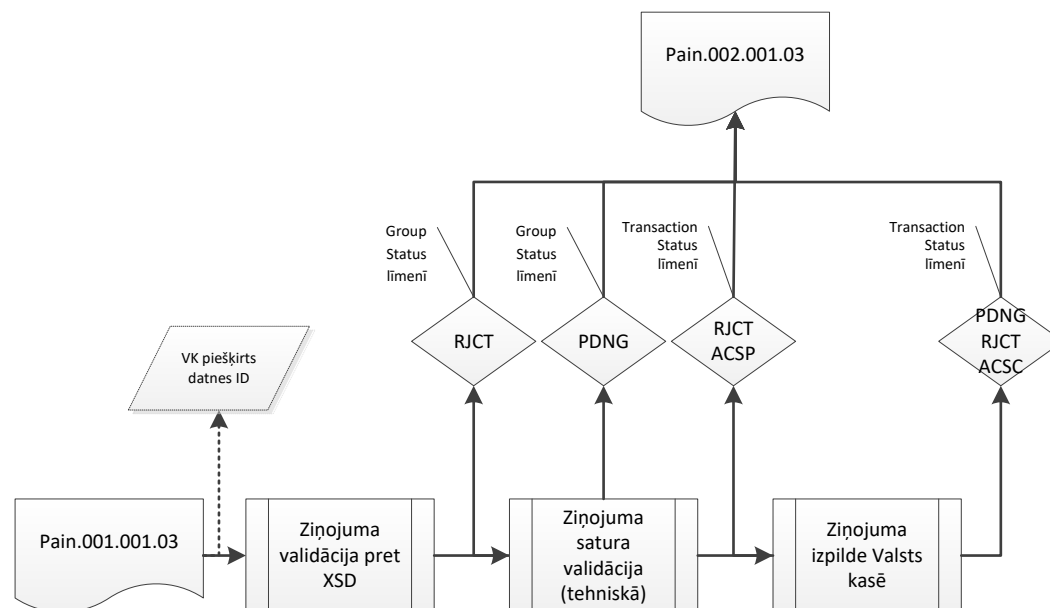 Pain.002.001.03
Group
Status
līmenī
Group
Status
līmenī
Transaction
Status
līmenī
Transaction
Status
līmenī
RJCT
PDNG
RJCT
ACSP
PDNG
RJCT
ACSC
VK piešķirts
datnes ID
Pain.001.001.03
Ziņojuma
validācija pret
XSD
Ziņojuma
satura
validācija
(tehniskā)
Ziņojuma
izpilde Valsts
kasē